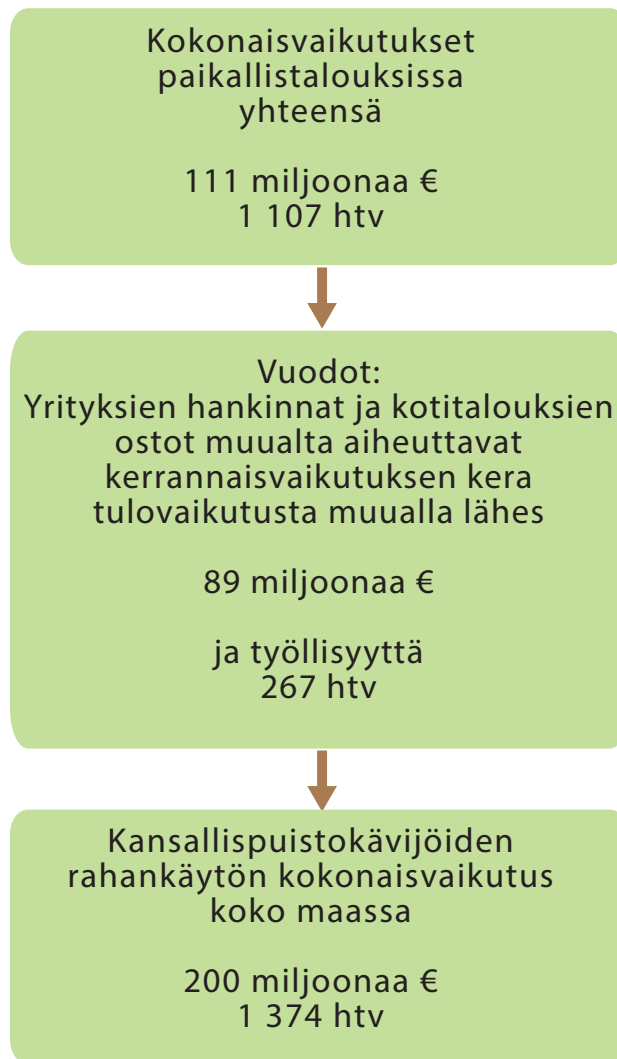 Kokonaisvaikutukset
paikallistalouksissa
yhteensä
111 miljoonaa €
1 107 htv
Vuodot:
Yrityksien hankinnat ja kotitalouksien
ostot muualta aiheuttavat
kerrannaisvaikutuksen kera
tulovaikutusta muualla lähes
89 miljoonaa €
ja työllisyyttä
267 htv
Kansallispuistokävijöiden
rahankäytön kokonaisvaikutus
koko maassa
200 miljoonaa €
1 374 htv